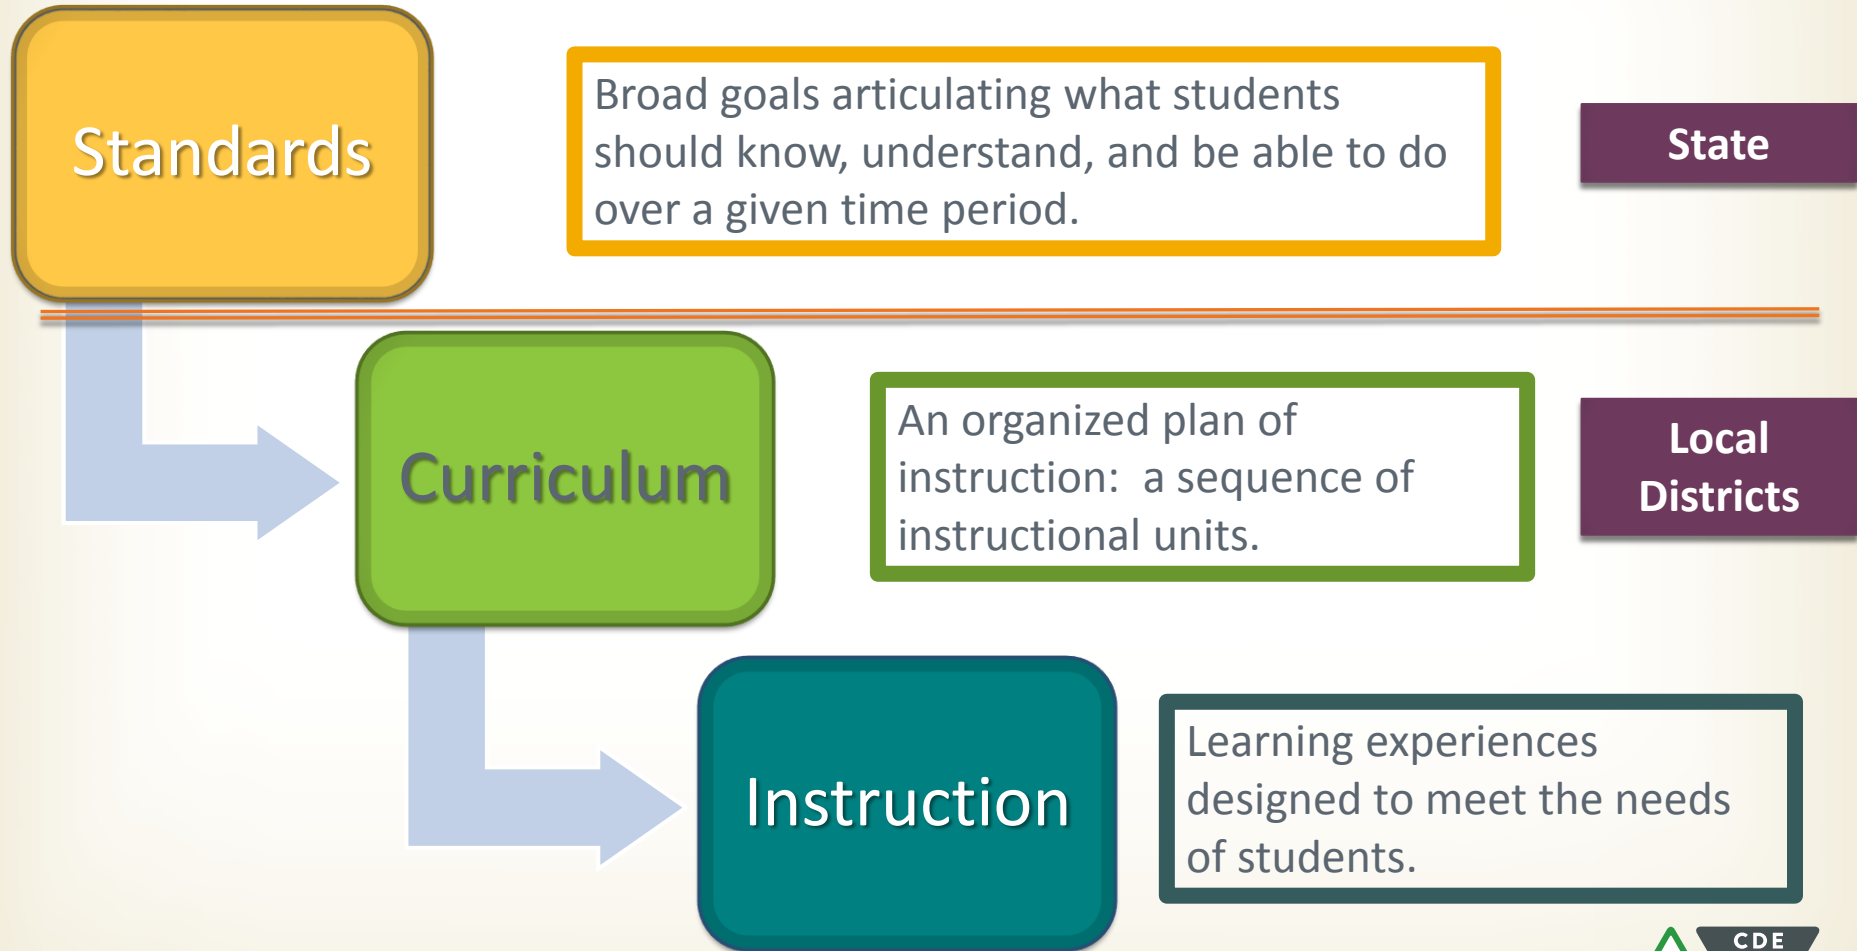 Standards
Broad goals articulating what students
should know, understand, and be able to do
over a given time period.
State
Curriculum
An organized plan of
instruction:  a sequence of
instructional units.
Local
Districts
Instruction
Learning experiences
designed to meet the needs
of students.
CDE